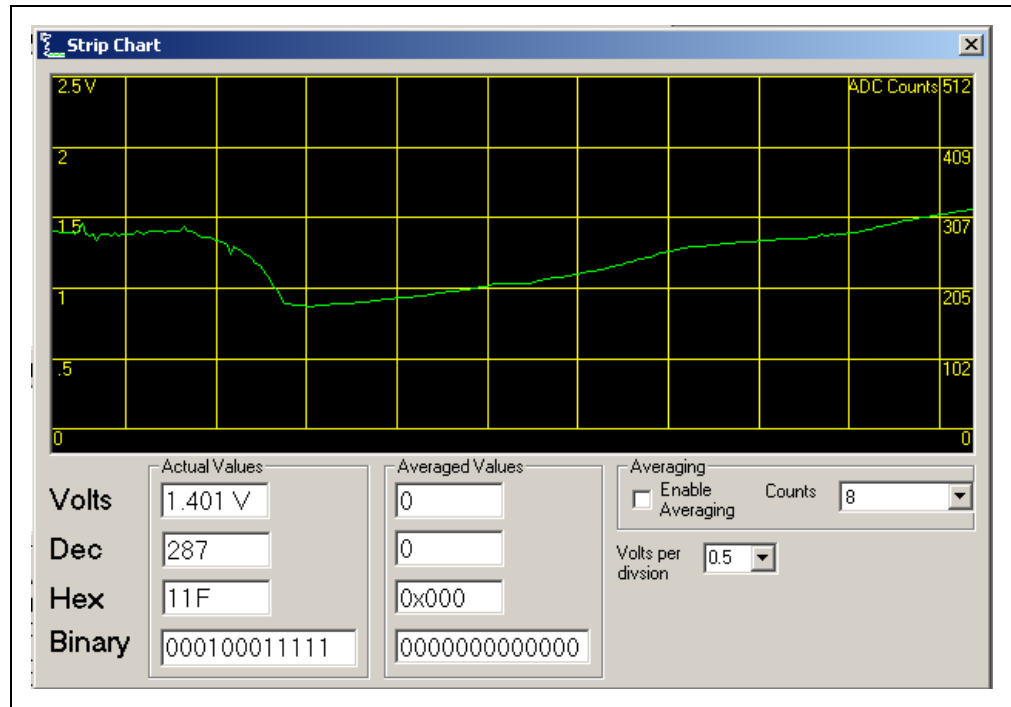 Strip Chart
2.5 V
ADC Counts 512
2
409
1.5
307
1
205
.5
102
0
0
Actual Values
Averaged Values
Averaging
Volts
1.401 V
0
Enable
Averaging
Counts
8
Dec
287
0
Volts per
divsion
0.5
Hex
11F
0x000
Binary
000100011111
0000000000000